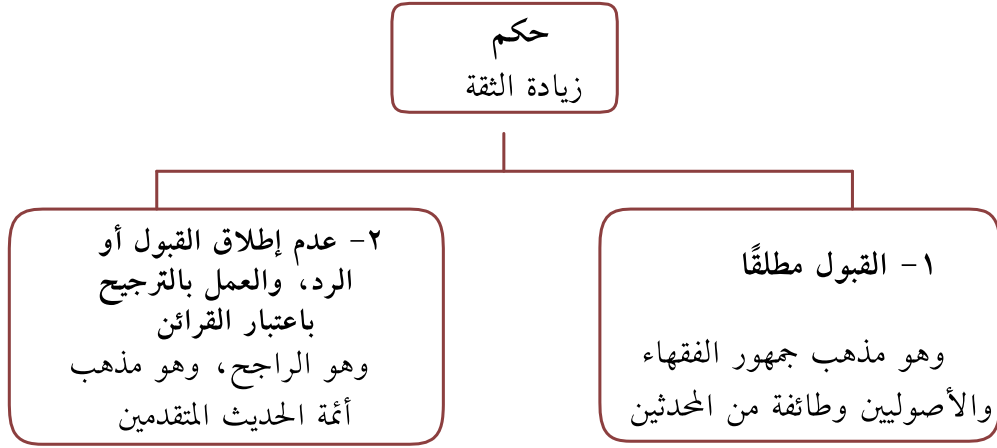 حكم
زيادة الثقة
١- القبول مطلقًا
وهو مذهب جمهور الفقهاء
والأصوليين وطائفة من المحدثين
٢- عدم إطلاق القبول أو
الرد، والعمل بالترجيح
باعتبار القرائن
وهو الراجح، وهو مذهب
أئمة الحديث المتقدمين